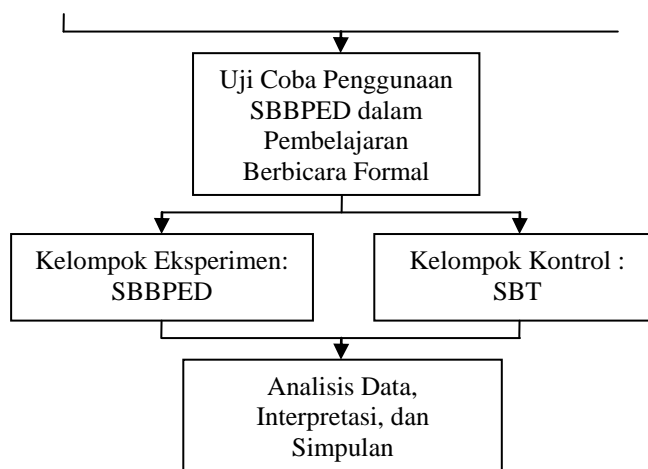 Uji Coba Penggunaan
SBBPED dalam
Pembelajaran
Berbicara Formal
Kelompok Eksperimen:
SBBPED
Kelompok Kontrol :
SBT
Analisis Data,
Interpretasi, dan
Simpulan